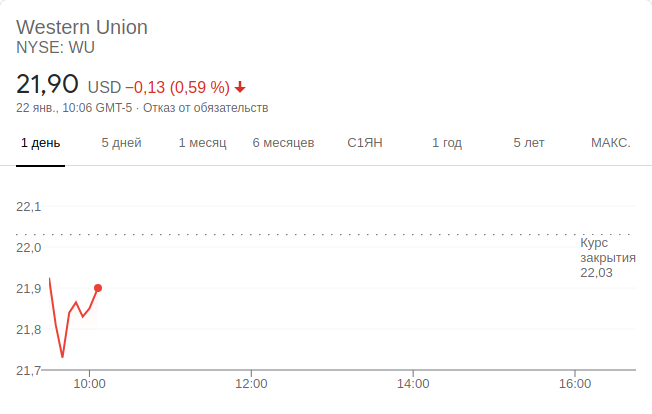 Western Union
NYSE: WU
21,90 USD −0,13 (0,59 %)
22 янв., 10:06 GMT-5 · Отказ от обязательств
1 день 5 дней 1 месяц 6 месяцев С1ЯН 1 год 5 лет МАКС.
22,1
22,0
21,9
21,8
21,7
Курс
закрытия
22,03
10:00 12:00 14:00 16:00